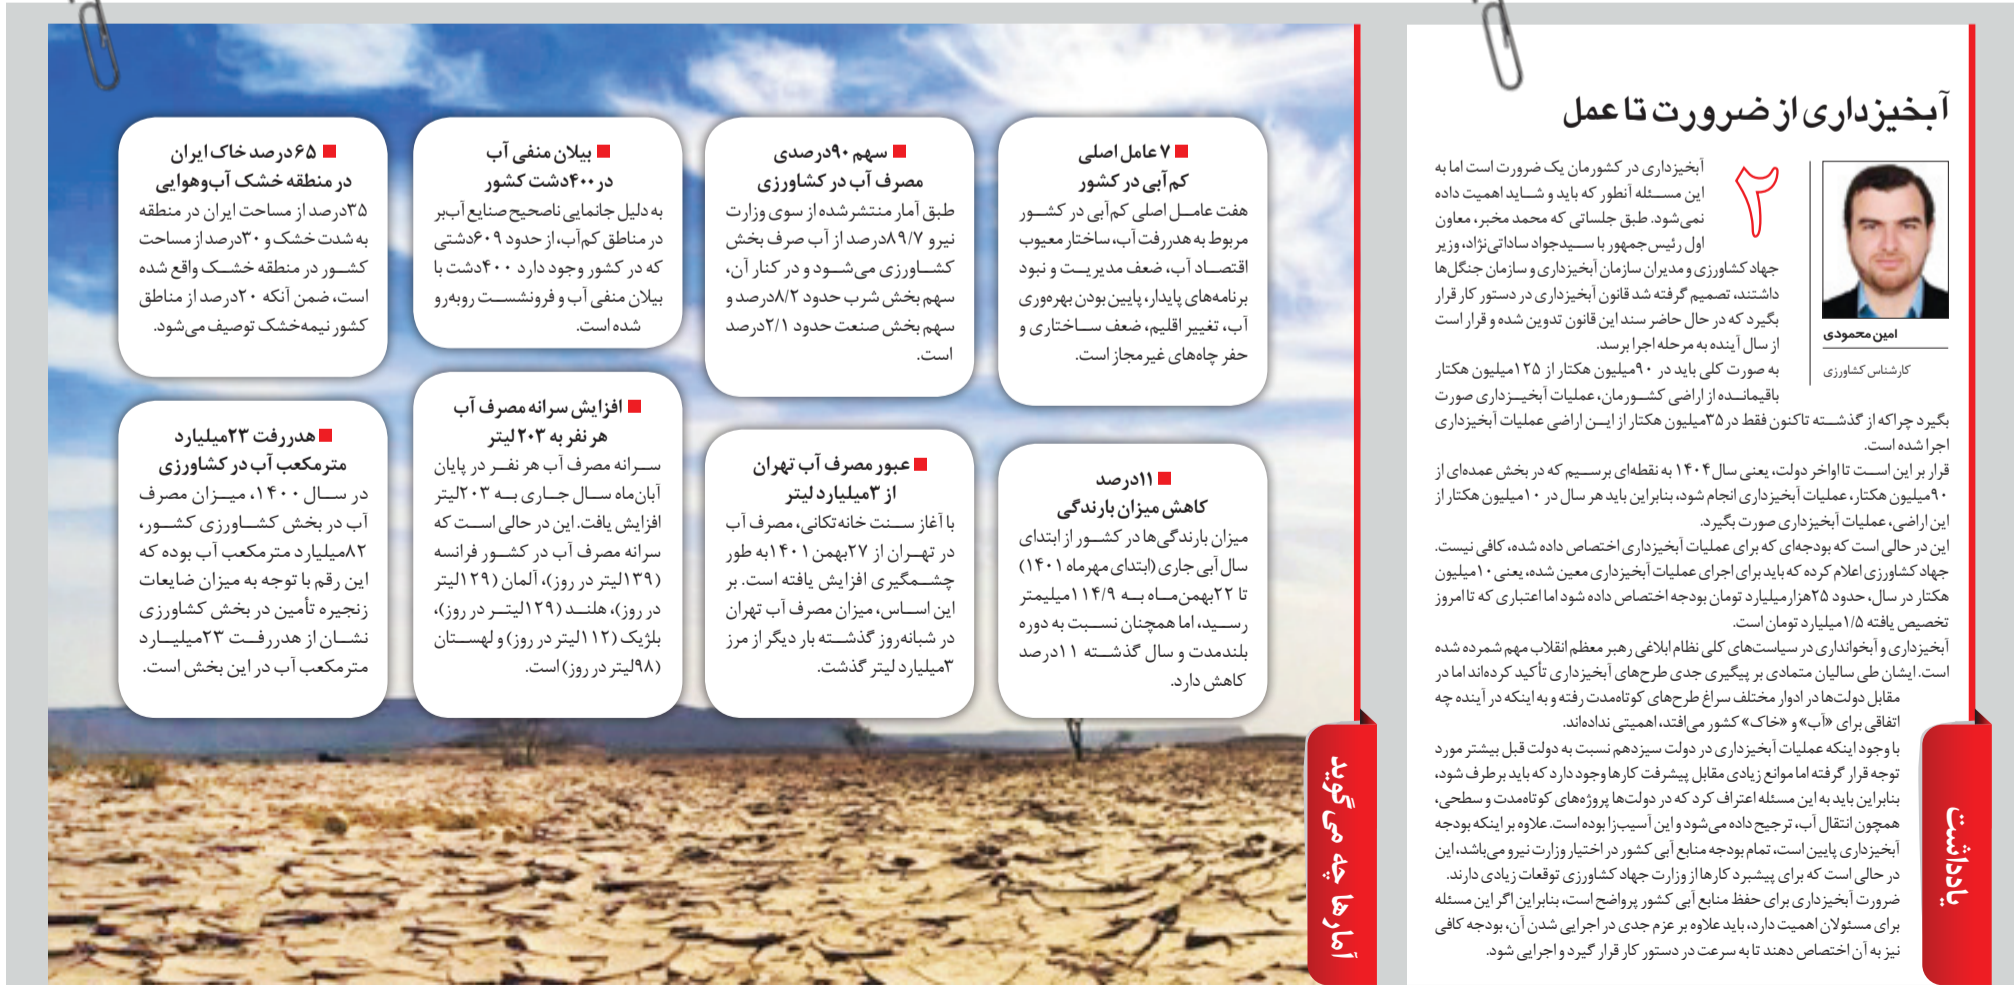 آبخیزداری از ضرورت تا عمل
۲
آبخیزداری در کشورمان یک ضرورت است اما به
این مسئله آنطور که باید و شاید اهمیت داده
نمی‌شود. طبق جلساتی که محمد مخبر، معاون
اول رئیس‌جمهور با سیدجواد ساداتی‌نژاد، وزیر
جهاد کشاورزی و مدیران سازمان آبخیزداری و سازمان جنگل‌ها
داشتند، تصمیم گرفته شد قانون آبخیزداری در دستور کار قرار
بگیرد که در حال حاضر سند این قانون تدوین شده و قرار است
از سال آینده به مرحله اجرا برسد.
امین محمودی
کارشناس کشاورزی
به صورت کلی باید در ۹۰میلیون هکتار از ۱۲۵میلیون هکتار
باقیمانده از اراضی کشورمان، عملیات آبخیزداری صورت
بگیرد چراکه از گذشته تاکنون فقط در ۳۵میلیون هکتار از این اراضی عملیات آبخیزداری
اجرا شده است.
قرار بر این است تا اواخر دولت، یعنی سال ۱۴۰۴ به نقطه‌ای برسیم که در بخش عمده‌ای از
۹۰میلیون هکتار، عملیات آبخیزداری انجام شود، بنابراین باید هر سال در ۱۰میلیون هکتار از
این اراضی، عملیات آبخیزداری صورت بگیرد.
این در حالی است که بودجه‌ای که برای عملیات آبخیزداری اختصاص داده شده، کافی نیست.
جهاد کشاورزی اعلام کرده که باید برای اجرای عملیات آبخیزداری معین شده، یعنی ۱۰میلیون
هکتار در سال، حدود ۲۵هزارمیلیارد تومان بودجه اختصاص داده شود اما اعتباری که تا امروز
تخصیص یافته ۱/۵میلیارد تومان است.
آبخیزداری و آبخوانداری در سیاست‌های کلی نظام ابلاغی رهبر معظم انقلاب مهم شمرده شده
است. ایشان طی سالیان متمادی بر پیگیری جدی طرح‌های آبخیزداری تأکید کرده‌اند اما در
مقابل دولت‌ها در ادوار مختلف سراغ طرح‌های کوتاه‌مدت رفته و به اینکه در آینده چه
اتفاقی برای «آب» و «خاک» کشور می‌افتد، اهمیتی نداده‌اند.
با وجود اینکه عملیات آبخیزداری در دولت سیزدهم نسبت به دولت قبل بیشتر مورد
توجه قرار گرفته اما موانع زیادی مقابل پیشرفت کارها وجود دارد که باید برطرف شود،
بنابراین باید به این مسئله اعتراف کرد که در دولت‌ها پروژه‌های کوتاه‌مدت و سطحی،
همچون انتقال آب، ترجیح داده می‌شود و این آسیب‌زا بوده است. علاوه بر اینکه بودجه
آبخیزداری پایین است، تمام بودجه منابع آبی کشور در اختیار وزارت نیرو می‌باشد، این
در حالی است که برای پیشبرد کارها از وزارت جهاد کشاورزی توقعات زیادی دارند.
ضرورت آبخیزداری برای حفظ منابع آبی کشور پرواضح است، بنابراین اگر این مسئله
برای مسئولان اهمیت دارد، باید علاوه بر عزم جدی در اجرایی شدن آن، بودجه کافی
نیز به آن اختصاص دهند تا به سرعت در دستور کار قرار گیرد و اجرایی شود.
یادداشت
آمارها چه می‌گوید
۷ عامل اصلی
کم‌آبی در کشور
هفت عامل اصلی کم‌آبی در کشور
مربوط به هدررفت آب، ساختار معیوب
اقتصاد آب، ضعف مدیریت و نبود
برنامه‌های پایدار، پایین بودن بهره‌وری
آب، تغییر اقلیم، ضعف ساختاری و
حفر چاه‌های غیرمجاز است.
سهم ۹۰درصدی
مصرف آب در کشاورزی
طبق آمار منتشرشده از سوی وزارت
نیرو ۸۹/۷درصد از آب صرف بخش
کشاورزی می‌شود و در کنار آن،
سهم بخش شرب حدود ۸/۲درصد و
سهم بخش صنعت حدود ۲/۱درصد
است.
بیلان منفی آب
در ۴۰۰دشت کشور
به دلیل جانمایی ناصحیح صنایع آب‌بر
در مناطق کم‌آب، از حدود ۶۰۹دشتی
که در کشور وجود دارد ۴۰۰دشت با
بیلان منفی آب و فرونشست روبه‌رو
شده است.
۶۵درصد خاک ایران
در منطقه خشک آب‌وهوایی
۳۵درصد از مساحت ایران در منطقه
به شدت خشک و ۳۰درصد از مساحت
کشور در منطقه خشک واقع شده
است، ضمن آنکه ۲۰درصد از مناطق
کشور نیمه‌خشک توصیف می‌شود.
۱۱درصد
کاهش میزان بارندگی
میزان بارندگی‌ها در کشور از ابتدای
سال آبی جاری (ابتدای مهرماه ۱۴۰۱)
تا ۲۲بهمن‌ماه به ۱۱۴/۹میلیمتر
رسید، اما همچنان نسبت به دوره
بلندمدت و سال گذشته ۱۱درصد
کاهش دارد.
عبور مصرف آب تهران
از ۳میلیارد لیتر
با آغاز سنت خانه‌تکانی، مصرف آب
در تهران از ۲۷بهمن ۱۴۰۱به طور
چشمگیری افزایش یافته است. بر
این اساس، میزان مصرف آب تهران
در شبانه‌روز گذشته بار دیگر از مرز
۳میلیارد لیتر گذشت.
افزایش سرانه مصرف آب
هر نفر به ۲۰۳ لیتر
سرانه مصرف آب هر نفر در پایان
آبان‌ماه سال جاری به ۲۰۳لیتر
افزایش یافت. این در حالی است که
سرانه مصرف آب در کشور فرانسه
(۱۳۹لیتر در روز)، آلمان (۱۲۹لیتر
در روز)، هلند (۱۲۹لیتر در روز)،
بلژیک (۱۱۲لیتر در روز) و لهستان
(۹۸لیتر در روز) است.
هدررفت ۲۳میلیارد
مترمکعب آب در کشاورزی
در سال ۱۴۰۰، میزان مصرف
آب در بخش کشاورزی کشور،
۸۲میلیارد مترمکعب آب بوده که
این رقم با توجه به میزان ضایعات
زنجیره تأمین در بخش کشاورزی
نشان از هدررفت ۲۳میلیارد
مترمکعب آب در این بخش است.